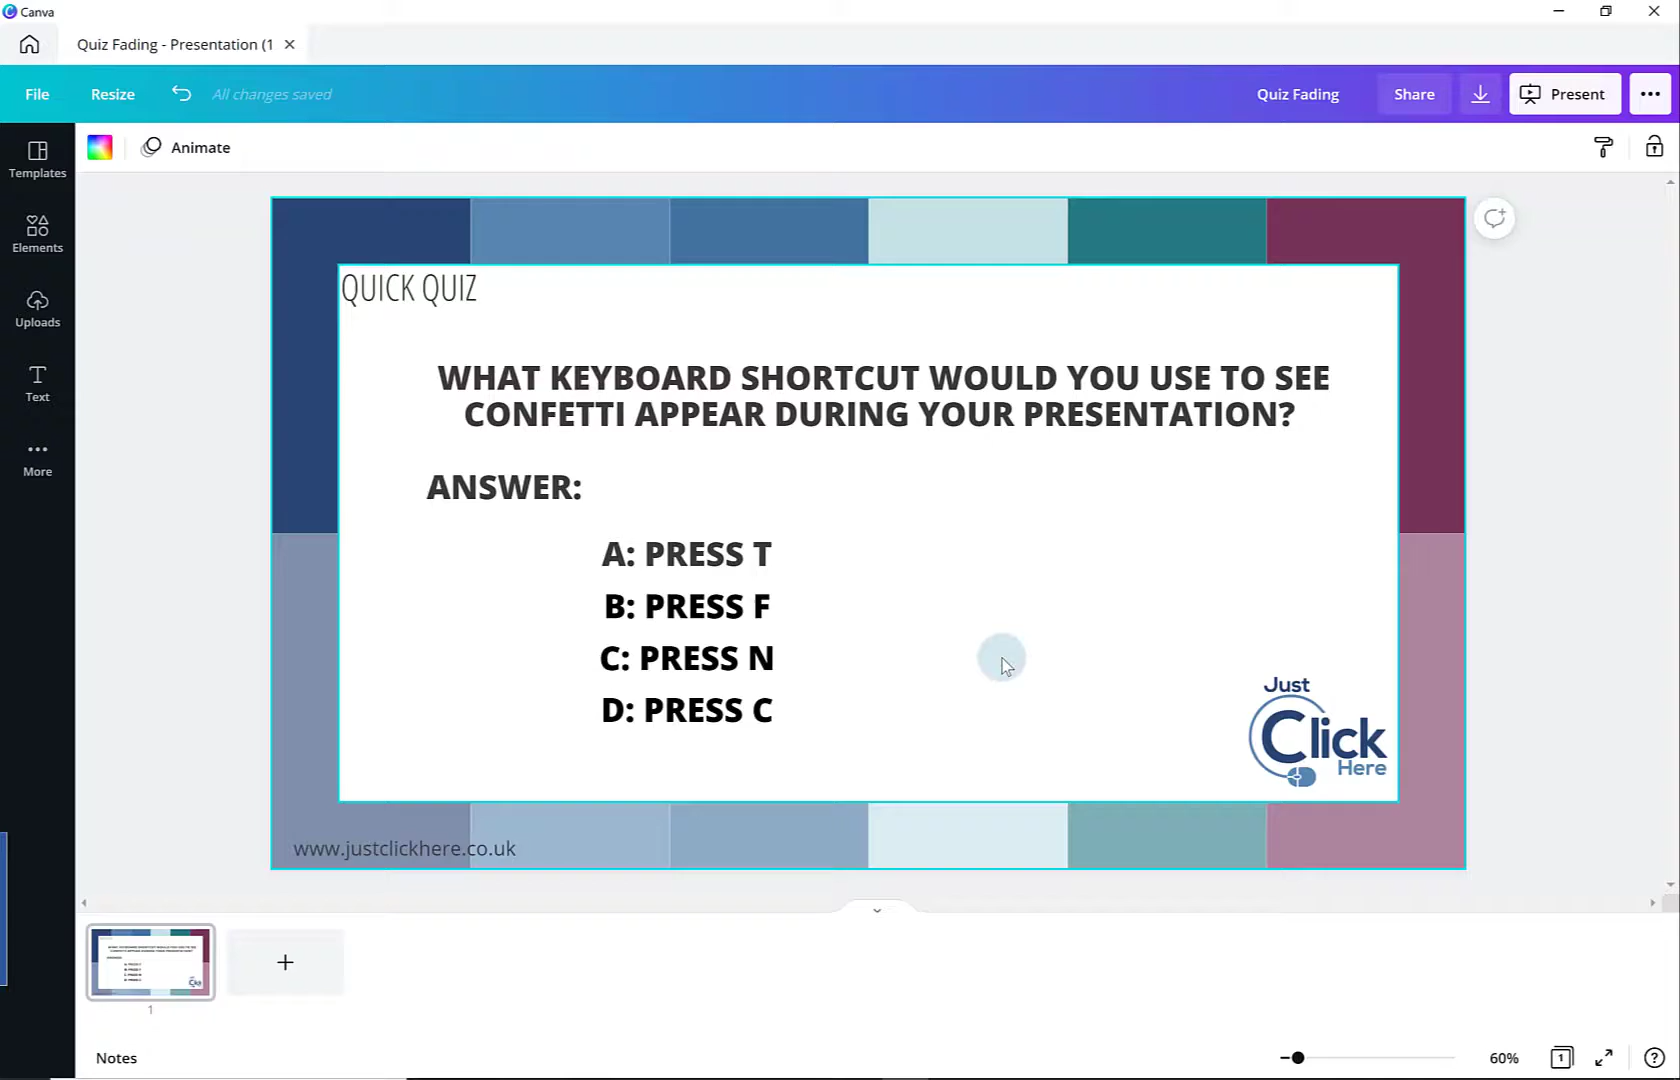 Canva
Quiz Fading - Presentation (1
File
Resize
All changes saved
Quiz Fading
Share
Present
Animate
Templates
Elements
Uploads
Text
More
QUICK QUIZ
WHAT KEYBOARD SHORTCUT WOULD YOU USE TO SEE
CONFETTI APPEAR DURING YOUR PRESENTATION?
ANSWER:
A: PRESS T
B: PRESS F
C: PRESS N
D: PRESS C
Just
Click
Here
www.justclickhere.co.uk
1
Notes
60%
1